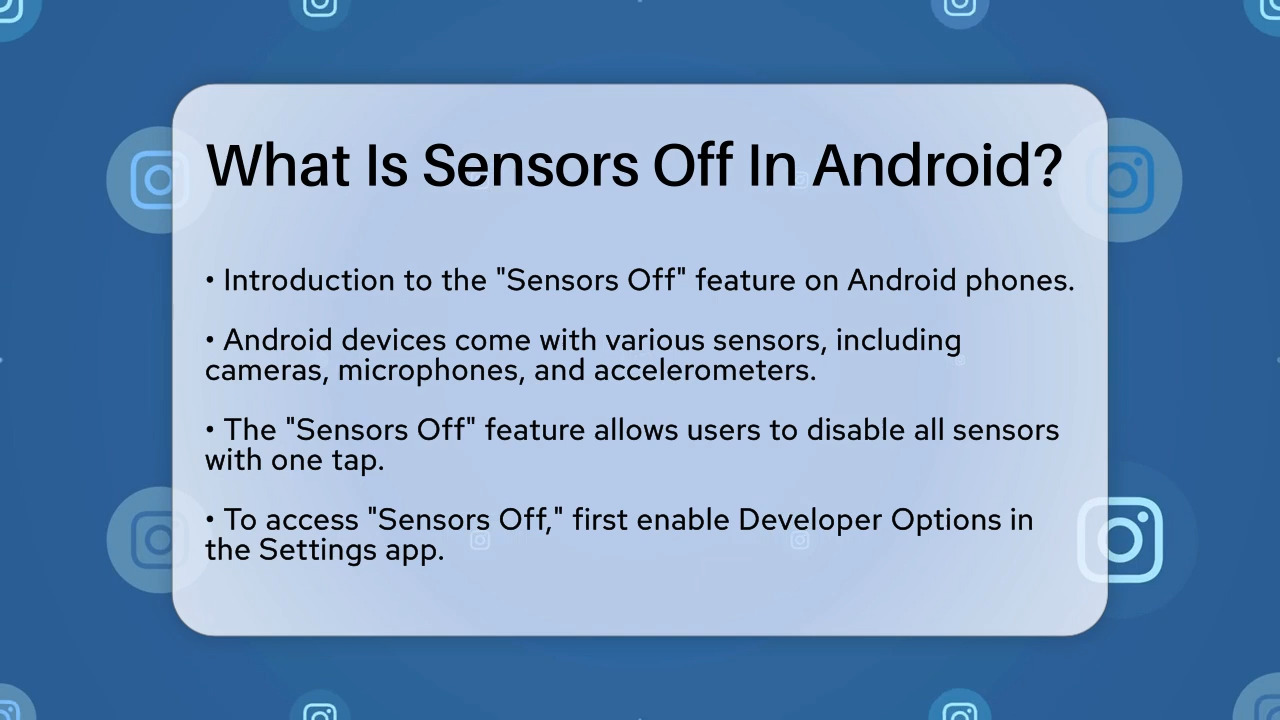 What Is Sensors Off In Android?
• Introduction to the "Sensors Off" feature on Android phones.
• Android devices come with various sensors, including
cameras, microphones, and accelerometers.
• The "Sensors Off" feature allows users to disable all sensors
with one tap.
• To access "Sensors Off," first enable Developer Options in
the Settings app.